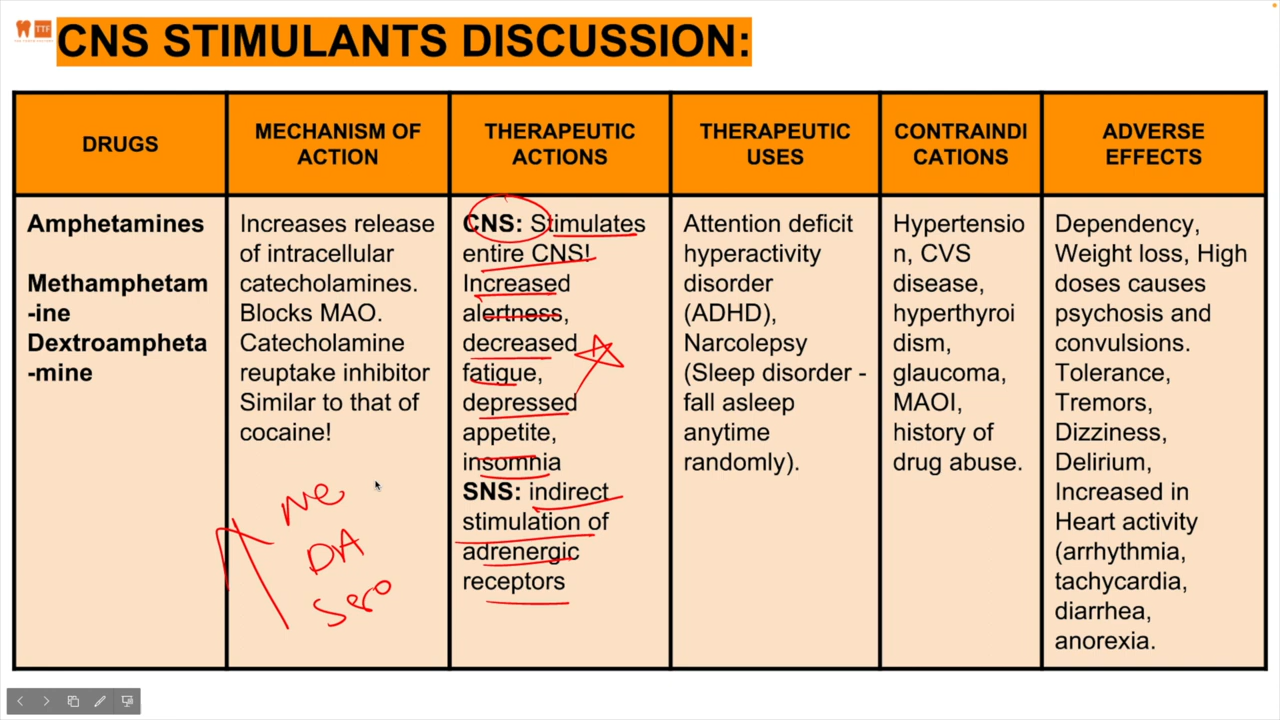 TTF
CNS STIMULANTS DISCUSSION:
DRUGS
MECHANISM OF
ACTION
THERAPEUTIC
ACTIONS
THERAPEUTIC
USES
CONTRAINDI
CATIONS
ADVERSE
EFFECTS
Amphetamines
Methamphetam
-ine
Dextroampheta
-mine
Increases release
of intracellular
catecholamines.
Blocks MAO.
Catecholamine
reuptake inhibitor
Similar to that of
cocaine!
NE
DA
Sero
CNS: Stimulates
entire CNS!
Increased
alertness,
decreased
fatigue,
depressed
appetite,
insomnia
SNS: indirect
stimulation of
adrenergic
receptors
Attention deficit
hyperactivity
disorder
(ADHD),
Narcolepsy
(Sleep disorder -
fall asleep
anytime
randomly).
Hypertensio
n, CVS
disease,
hyperthyroi
dism,
glaucoma,
MAOI,
history of
drug abuse.
Dependency,
Weight loss, High
doses causes
psychosis and
convulsions.
Tolerance,
Tremors,
Dizziness,
Delirium,
Increased in
Heart activity
(arrhythmia,
tachycardia,
diarrhea,
anorexia.